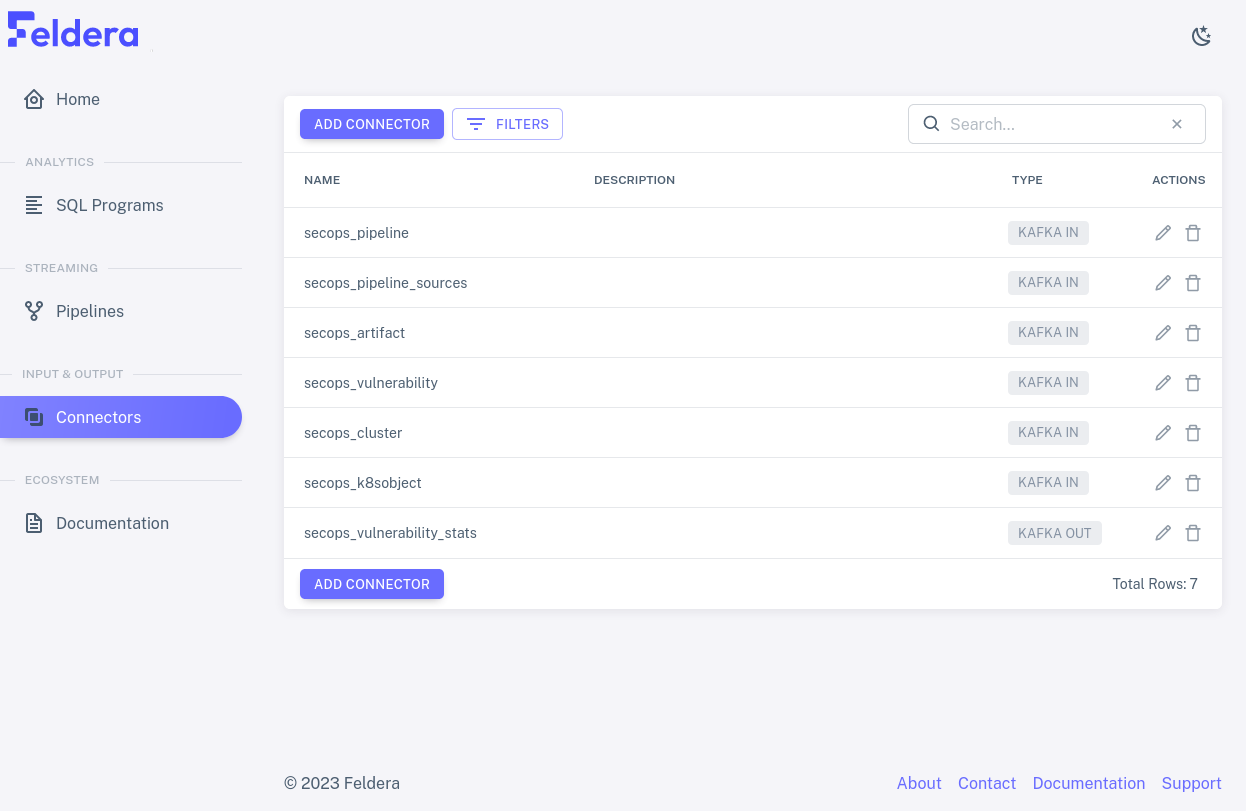 Feldera
Home
ANALYTICS
SQL Programs
STREAMING
Pipelines
INPUT & OUTPUT
Connectors
ECOSYSTEM
Documentation
ADD CONNECTOR FILTERS Search...
NAME DESCRIPTION TYPE ACTIONS
secops_pipeline KAFKA IN
secops_pipeline_sources KAFKA IN
secops_artifact KAFKA IN
secops_vulnerability KAFKA IN
secops_cluster KAFKA IN
secops_k8sobject KAFKA IN
secops_vulnerability_stats KAFKA OUT
ADD CONNECTOR Total Rows: 7
© 2023 Feldera About Contact Documentation Support